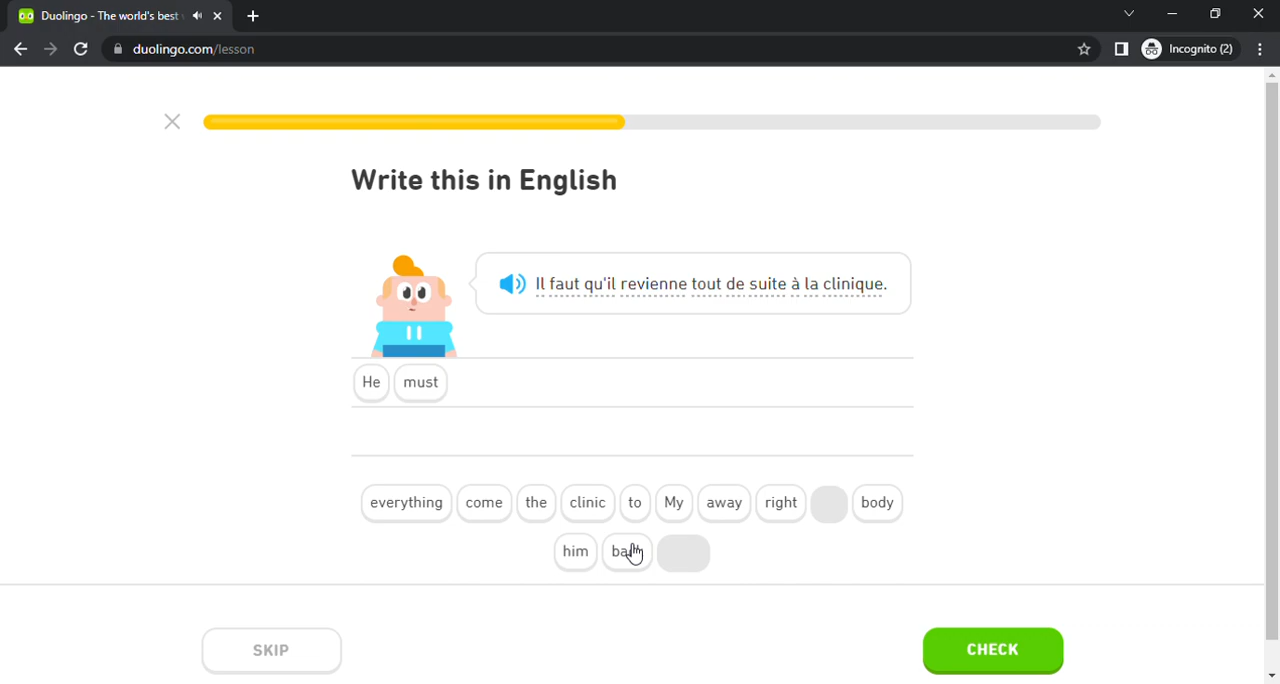 Duolingo - The world's best
duolingo.com/lesson
Incognito (2)
Write this in English
Il faut qu'il revienne tout de suite à la clinique.
He must
everything come the clinic to My away right body
him
SKIP
CHECK